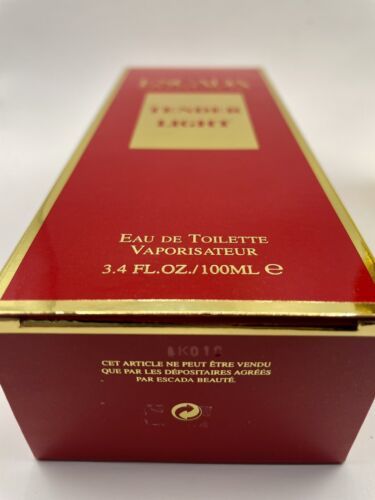 ESCADA
TENDER
LIGHT
EAU DE TOILETTE
VAPORISATEUR
3.4 FL.OZ./100ML ℮
CET ARTICLE NE PEUT ÊTRE VENDU
QUE PAR LES DÉPOSITAIRES AGRÉÉS
PAR ESCADA BEAUTÉ.